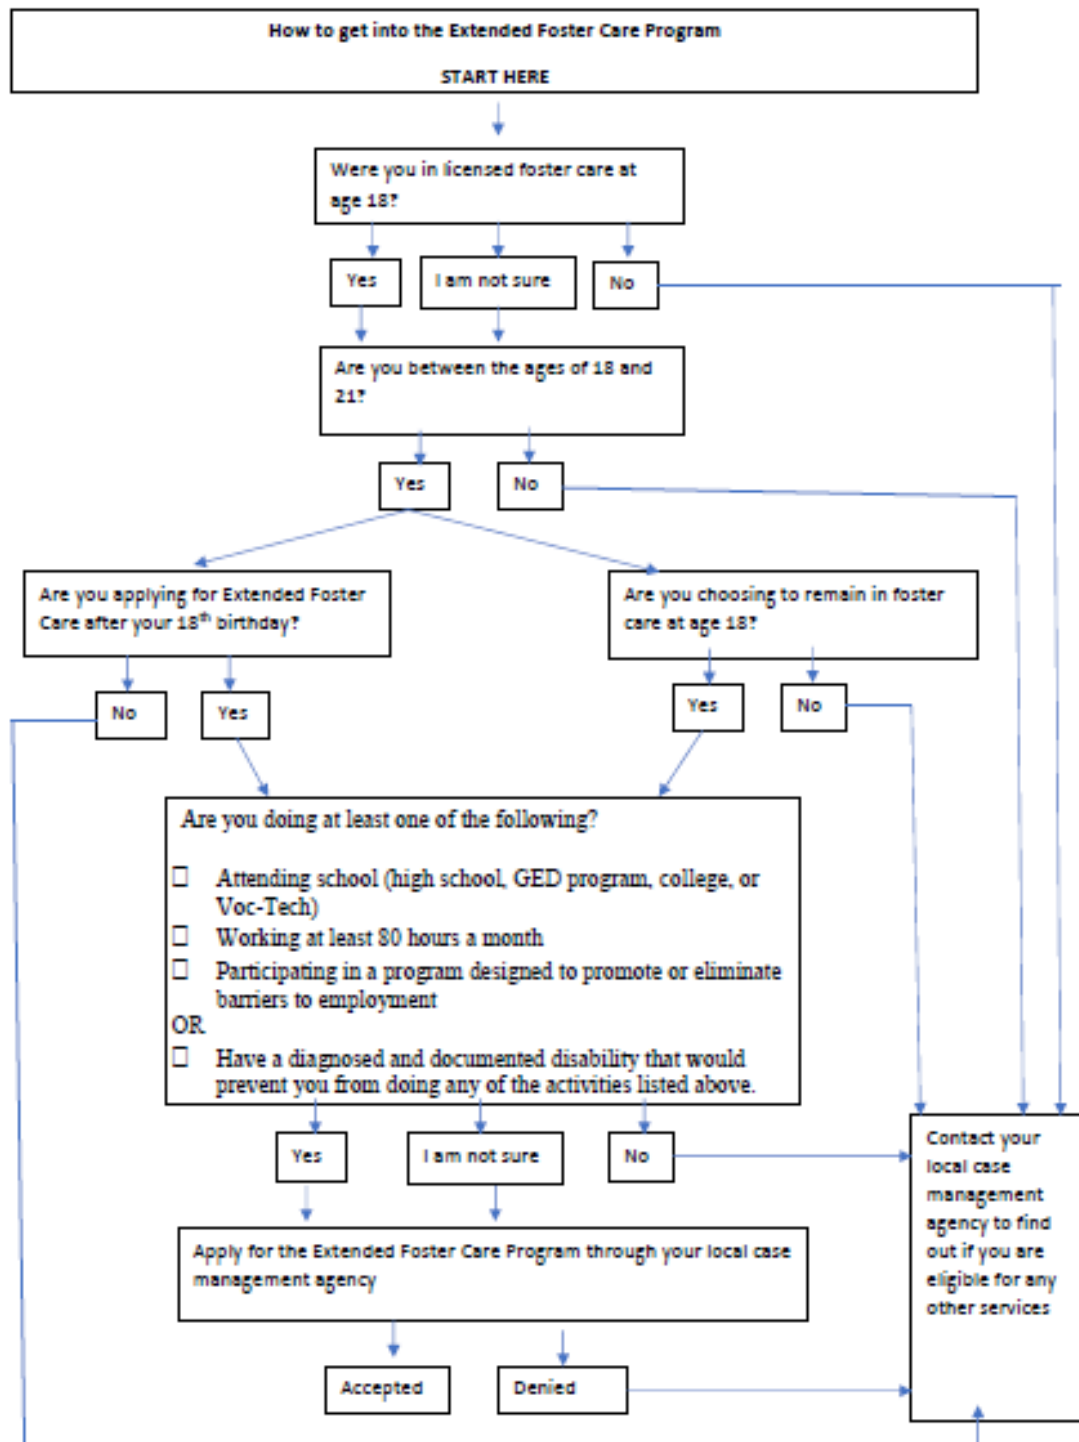 How to get into the Extended Foster Care Program
START HERE
Were you in licensed foster care at
age 18?
Yes
I am not sure
No
Are you between the ages of 18 and
21?
Yes
No
Are you applying for Extended Foster
Care after your 18th birthday?
Are you choosing to remain in foster
care at age 18?
No
Yes
Yes
No
Are you doing at least one of the following?
☐ Attending school (high school, GED program, college, or
Voc-Tech)
☐ Working at least 80 hours a month
☐ Participating in a program designed to promote or eliminate
barriers to employment
OR
☐ Have a diagnosed and documented disability that would
prevent you from doing any of the activities listed above.
Yes
I am not sure
No
Contact your
local case
management
agency to find
out if you are
eligible for any
other services
Apply for the Extended Foster Care Program through your local case
management agency
Accepted
Denied